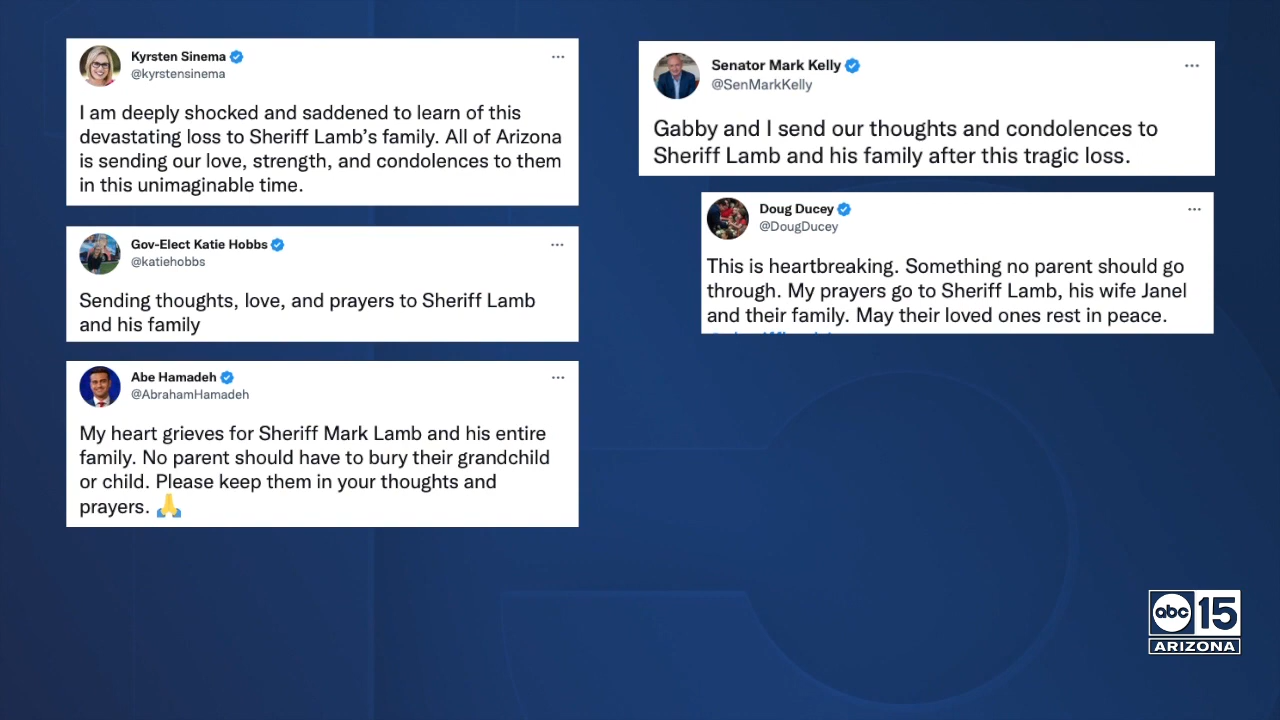 Kyrsten Sinema
@kyrstensinema
I am deeply shocked and saddened to learn of this
devastating loss to Sheriff Lamb's family. All of Arizona
is sending our love, strength, and condolences to them
in this unimaginable time.
Gov-Elect Katie Hobbs
@katiehobbs
Sending thoughts, love, and prayers to Sheriff Lamb
and his family
Abe Hamadeh
@AbrahamHamadeh
My heart grieves for Sheriff Mark Lamb and his entire
family. No parent should have to bury their grandchild
or child. Please keep them in your thoughts and
prayers. 🙏
Senator Mark Kelly
@SenMarkKelly
Gabby and I send our thoughts and condolences to
Sheriff Lamb and his family after this tragic loss.
Doug Ducey
@DougDucey
This is heartbreaking. Something no parent should go
through. My prayers go to Sheriff Lamb, his wife Janel
and their family. May their loved ones rest in peace.
abc 15
ARIZONA